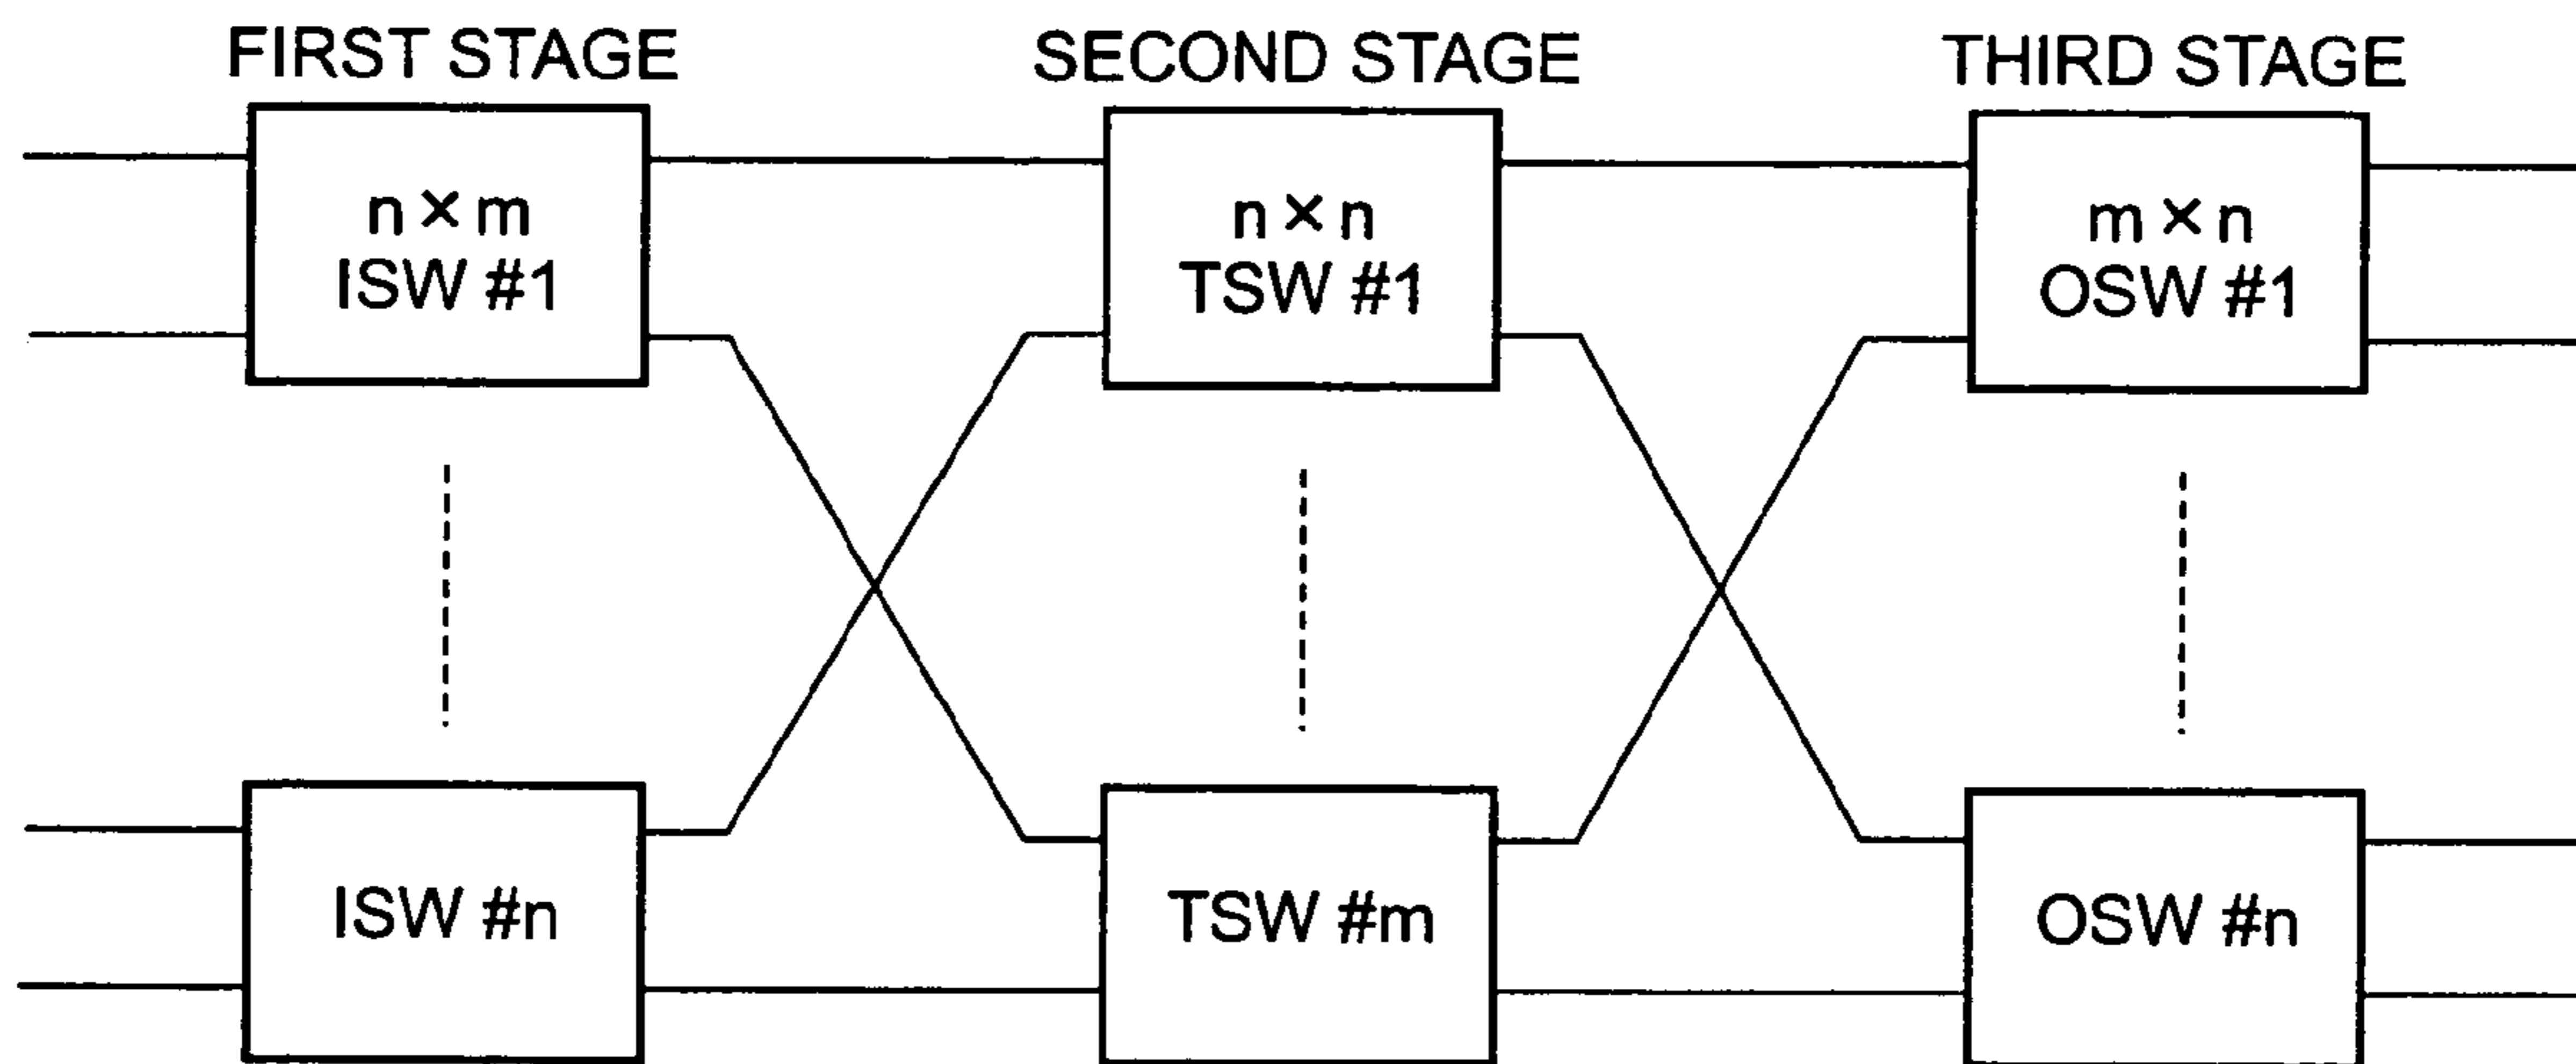 FIRST STAGE
SECOND STAGE
THIRD STAGE
n × m
ISW #1
n × n
TSW #1
m × n
OSW #1
ISW #n
TSW #m
OSW #n